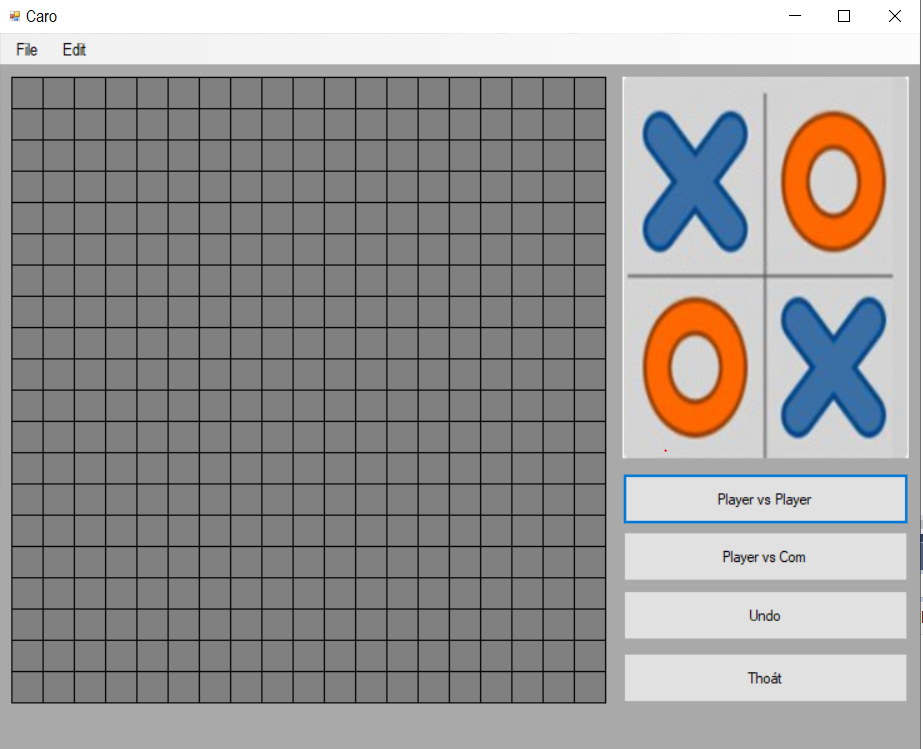 Caro
File Edit
Player vs Player
Player vs Com
Undo
Thoát